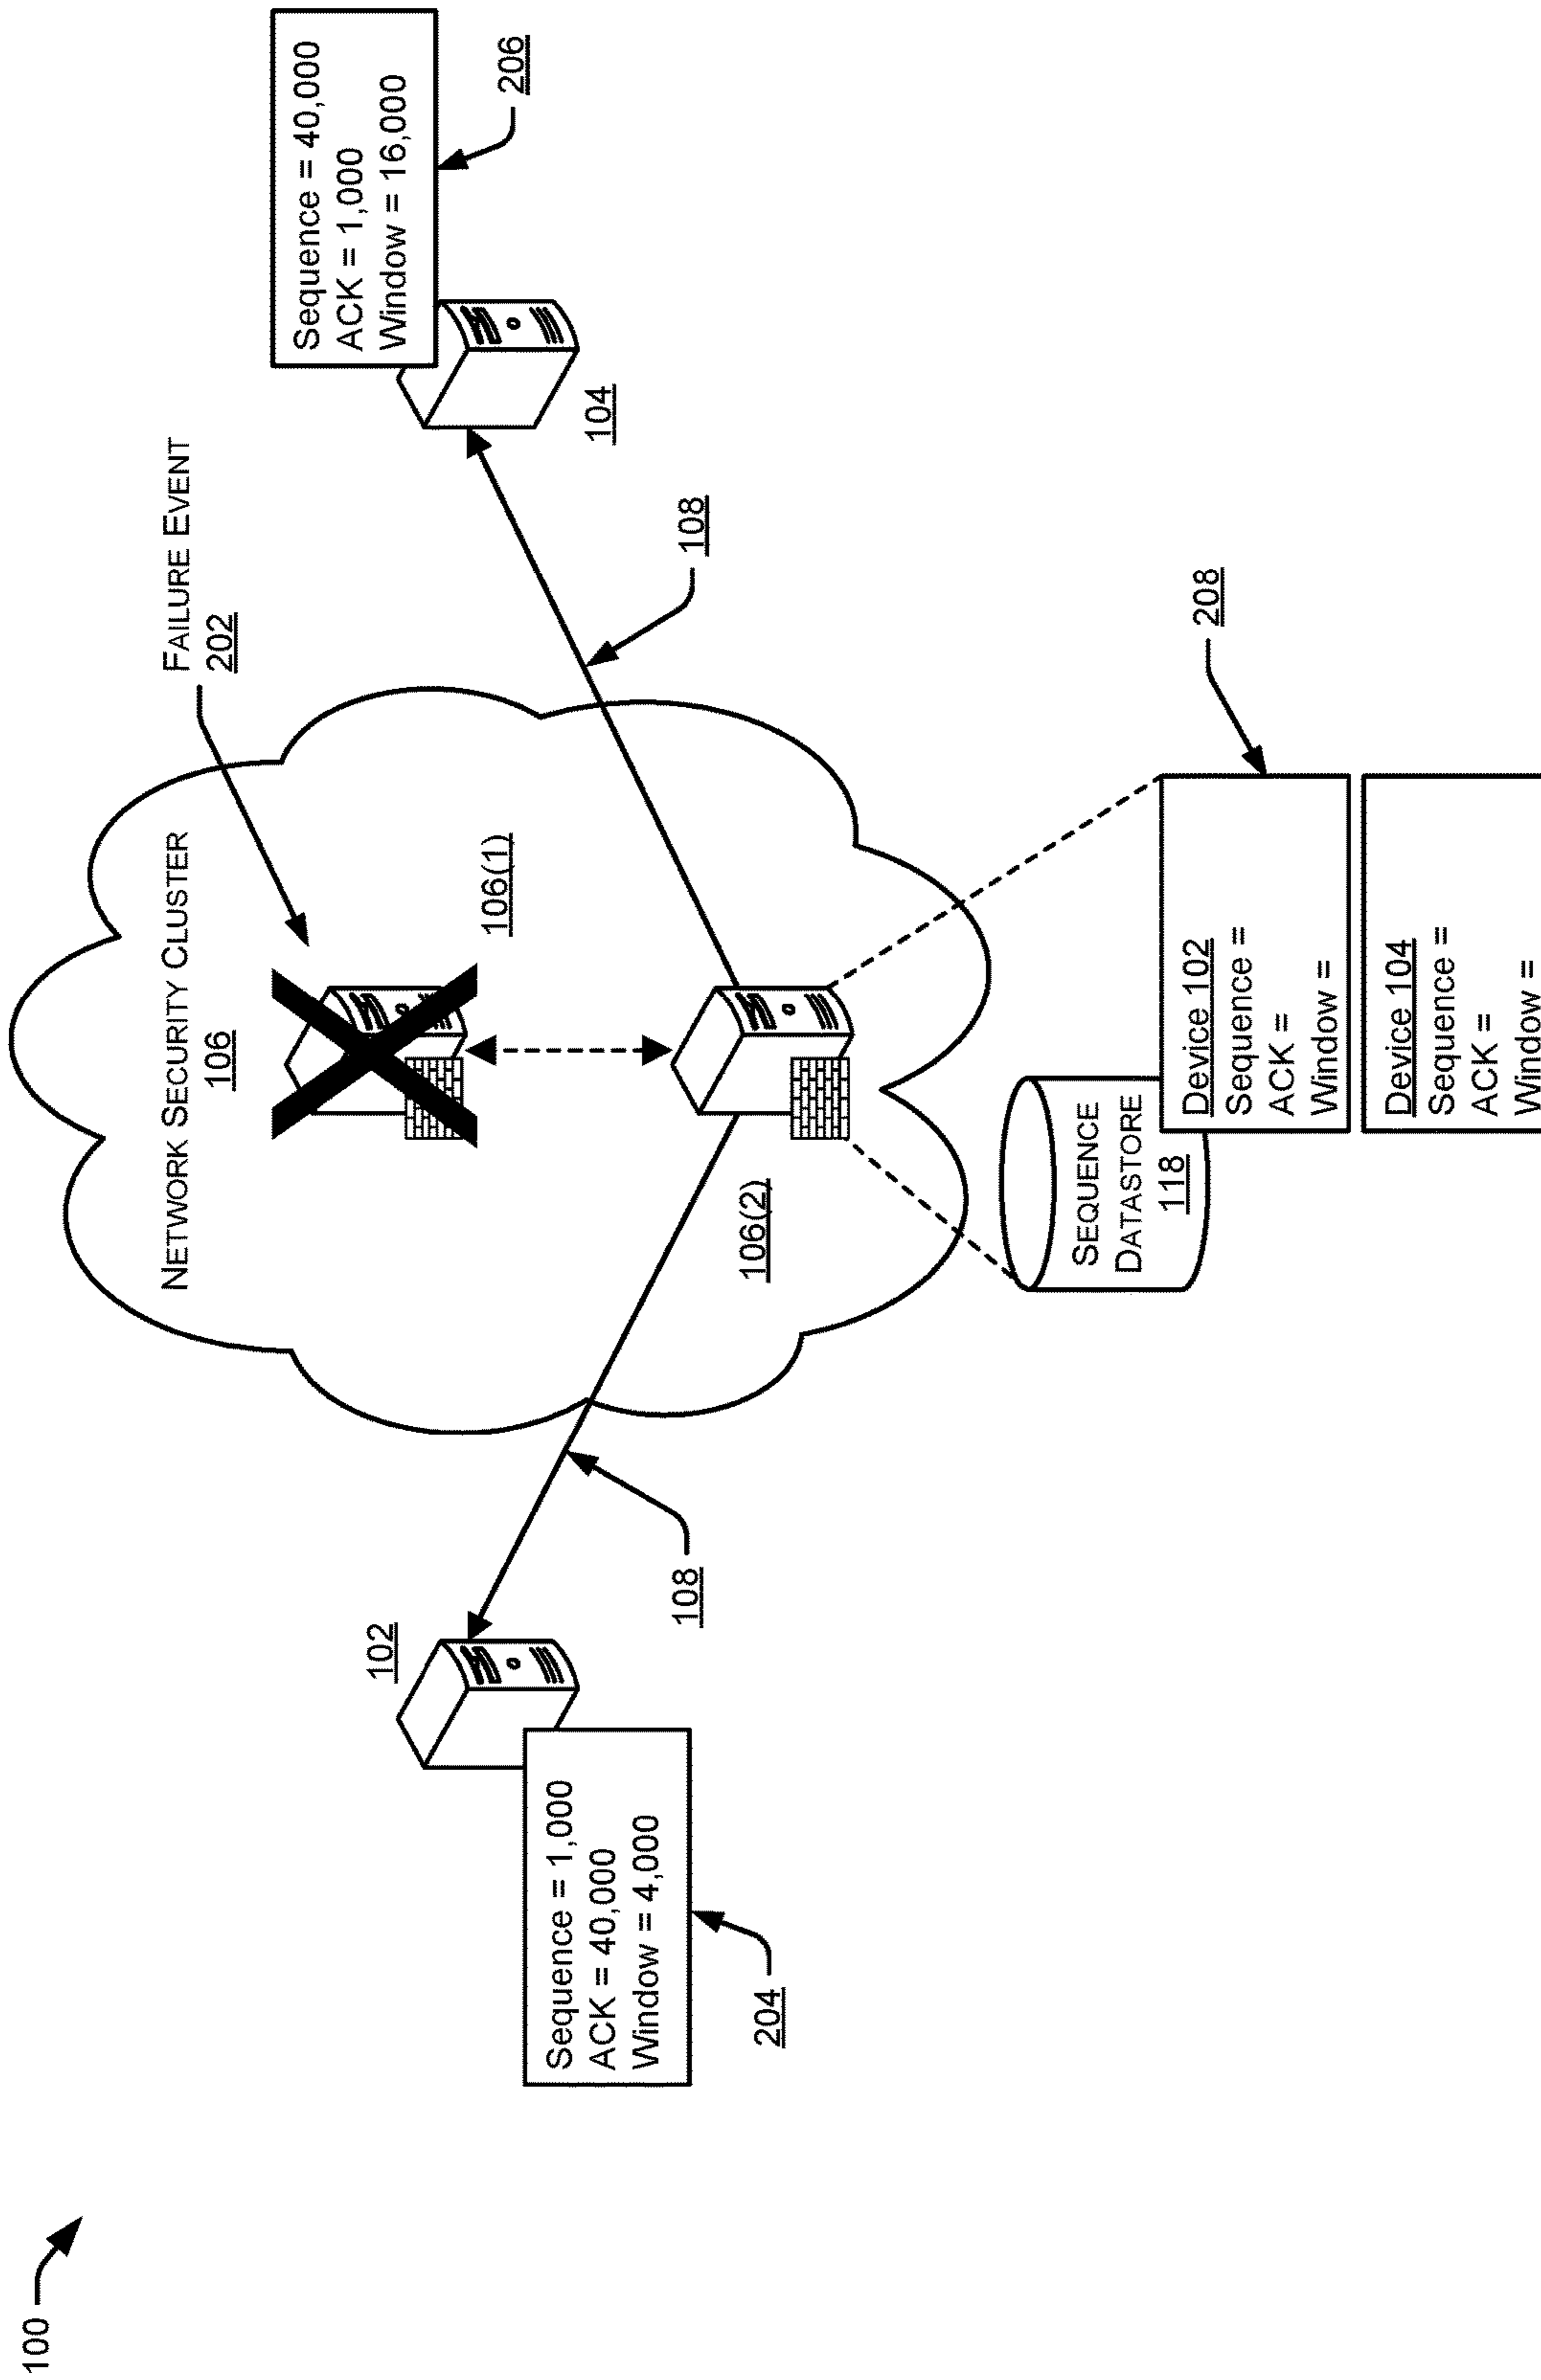 100
NETWORK SECURITY CLUSTER
106
FAILURE EVENT
202
Sequence = 40,000
ACK = 1,000
Window = 16,000
206
102
106(1)
104
Sequence = 1,000
ACK = 40,000
Window = 4,000
204
108
106(2)
108
SEQUENCE
DATASTORE
118
Device 102
Sequence =
ACK =
Window =
208
Device 104
Sequence =
ACK =
Window =